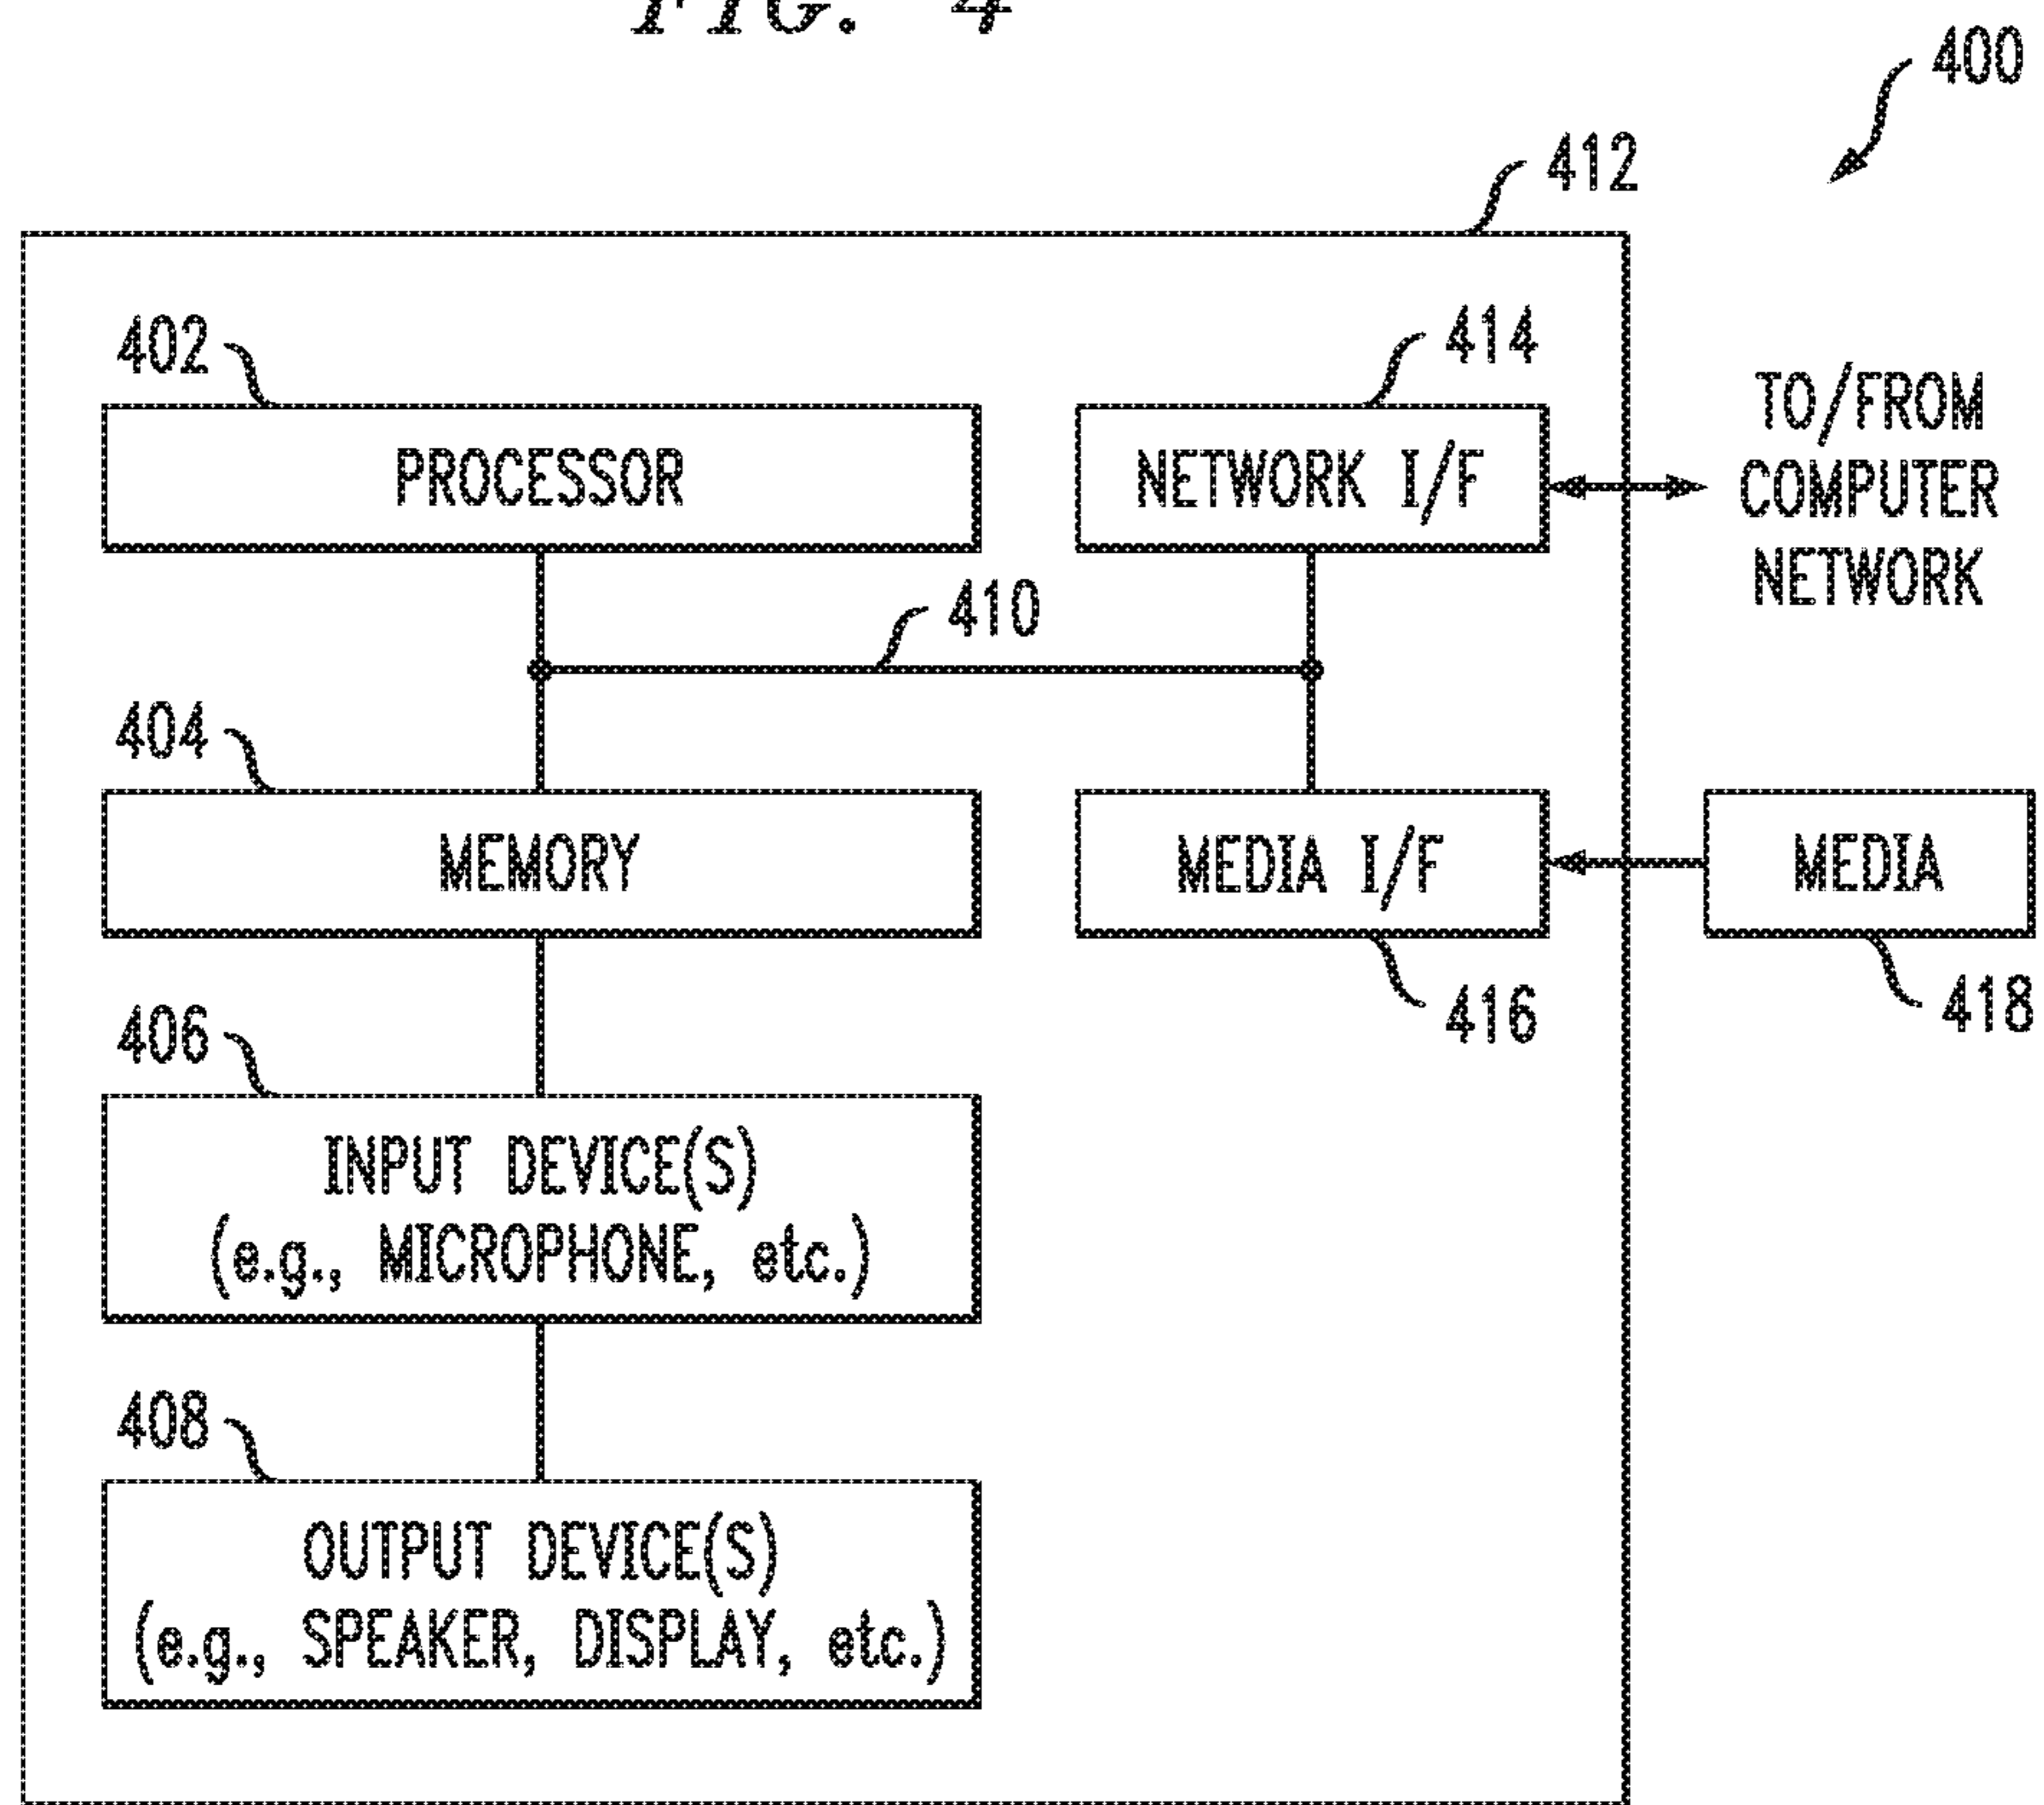 FIG. 4
400
412
402
414
PROCESSOR
NETWORK I/F
TO/FROM
COMPUTER
NETWORK
410
404
MEMORY
MEDIA I/F
MEDIA
416
418
406
INPUT DEVICE(S)
(e.g., MICROPHONE, etc.)
408
OUTPUT DEVICE(S)
(e.g., SPEAKER, DISPLAY, etc.)